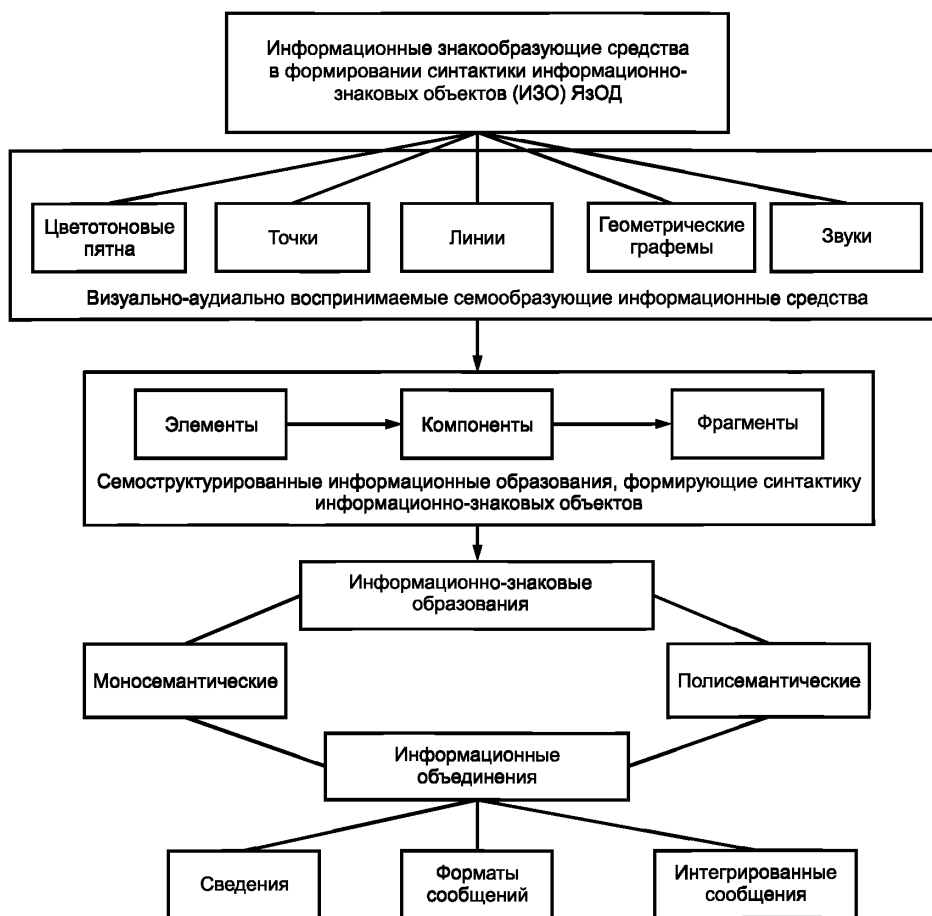 Информационные знакообразующие средства
в формировании синтактики информационно-
знаковых объектов (ИЗО) ЯзОД
Цветотоновые
пятна
Точки
Линии
Геометрические
графемы
Звуки
Визуально-аудиально воспринимаемые семообразующие информационные средства
Элементы
Компоненты
Фрагменты
Семоструктурированные информационные образования, формирующие синтактику
информационно-знаковых объектов
Информационно-знаковые
образования
Моносемантические
Полисемантические
Информационные
объединения
Сведения
Форматы
сообщений
Интегрированные
сообщения